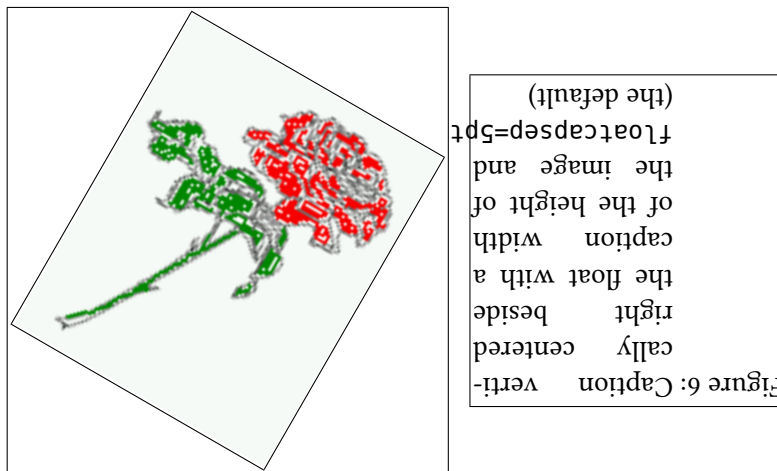 Figure 6: Caption verti-
cally centered
right beside
the float with a
caption width
of the height of
the image and
floatcapsep=5pt
(the default)